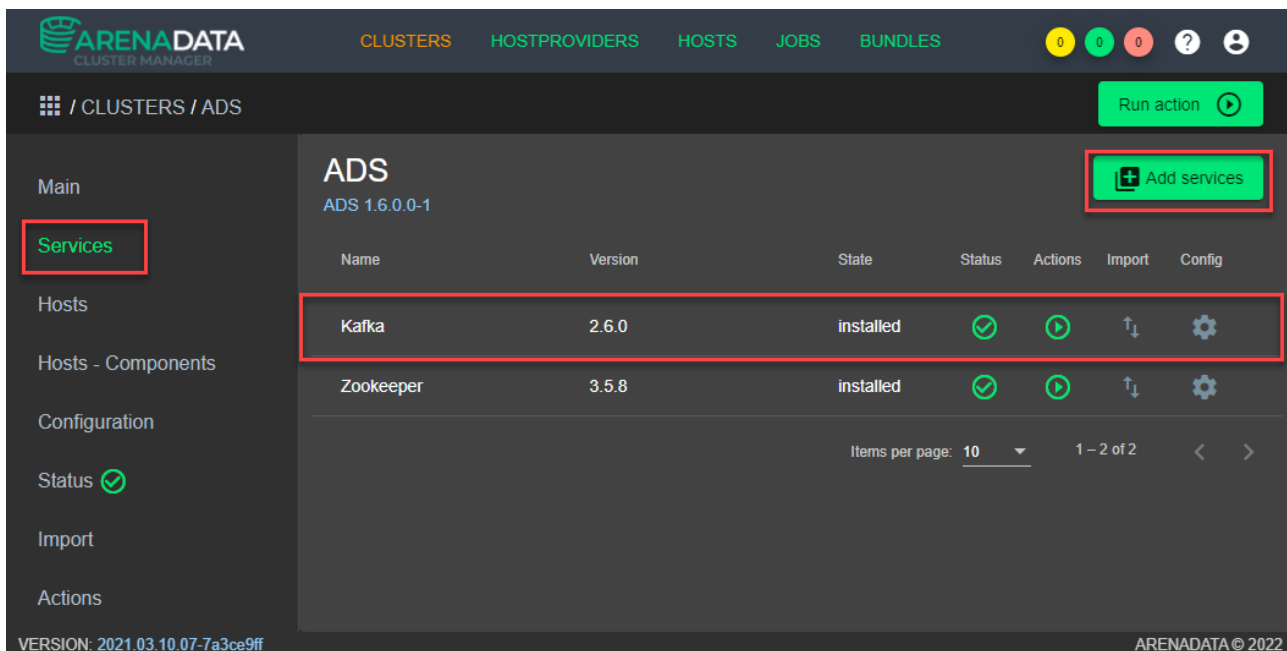 ARENADATA
CLUSTER MANAGER
CLUSTERS HOSTPROVIDERS HOSTS JOBS BUNDLES 0 0 0 ?
/ CLUSTERS / ADS Run action
Main
Services
Hosts
Hosts - Components
Configuration
Status
Import
Actions
ADS Add services
ADS 1.6.0.0-1
Name Version State Status Actions Import Config
Kafka 2.6.0 installed
Zookeeper 3.5.8 installed
Items per page: 10 1 – 2 of 2
VERSION: 2021.03.10.07-7a3ce9ff ARENADATA © 2022